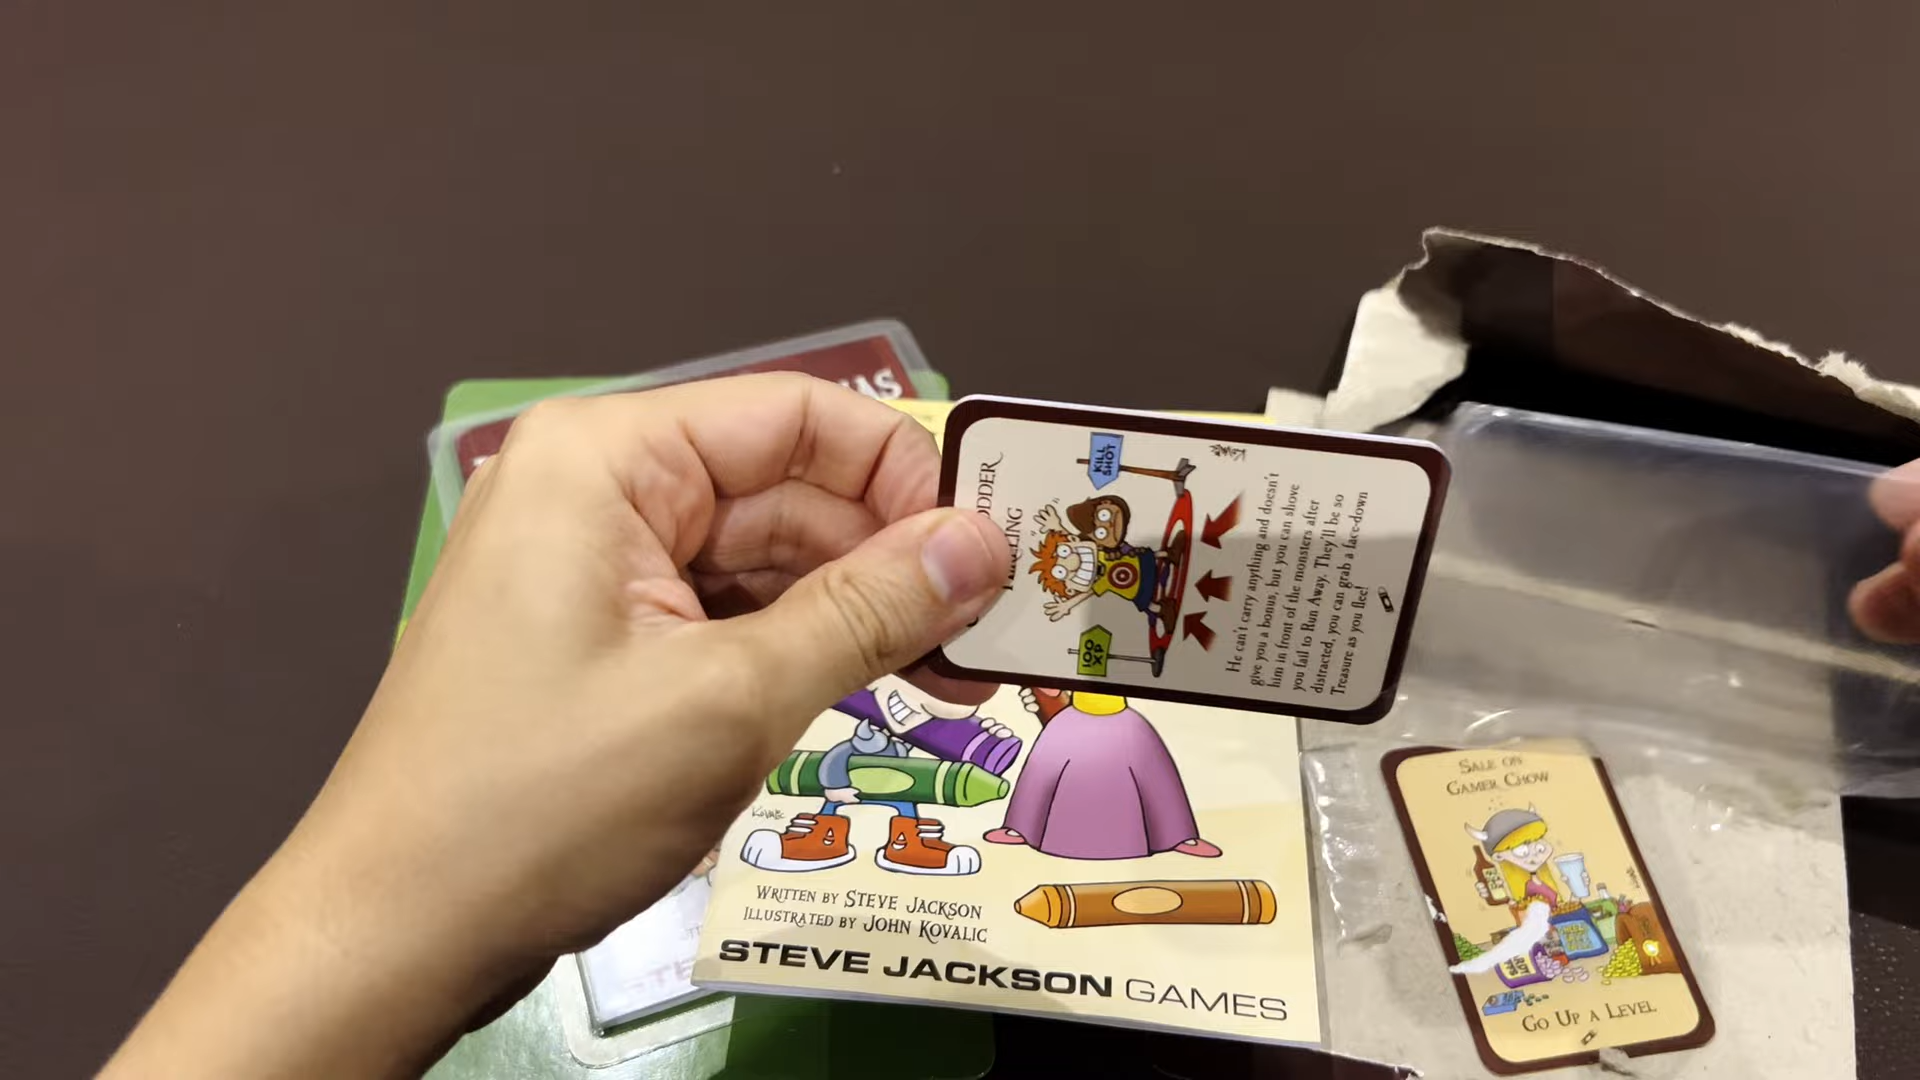 KILL
SHOT
100
XP
He can't carry anything and doesn't
give you a bonus, but you can shove
him in front of the monsters after
you fail to Run Away. They'll be so
distracted, you can grab a face-down
Treasure as you flee!
SALE ON
GAMER CHOW
GO UP A LEVEL
KOVALIC
WRITTEN BY STEVE JACKSON
ILLUSTRATED BY JOHN KOVALIC
STEVE JACKSON GAMES